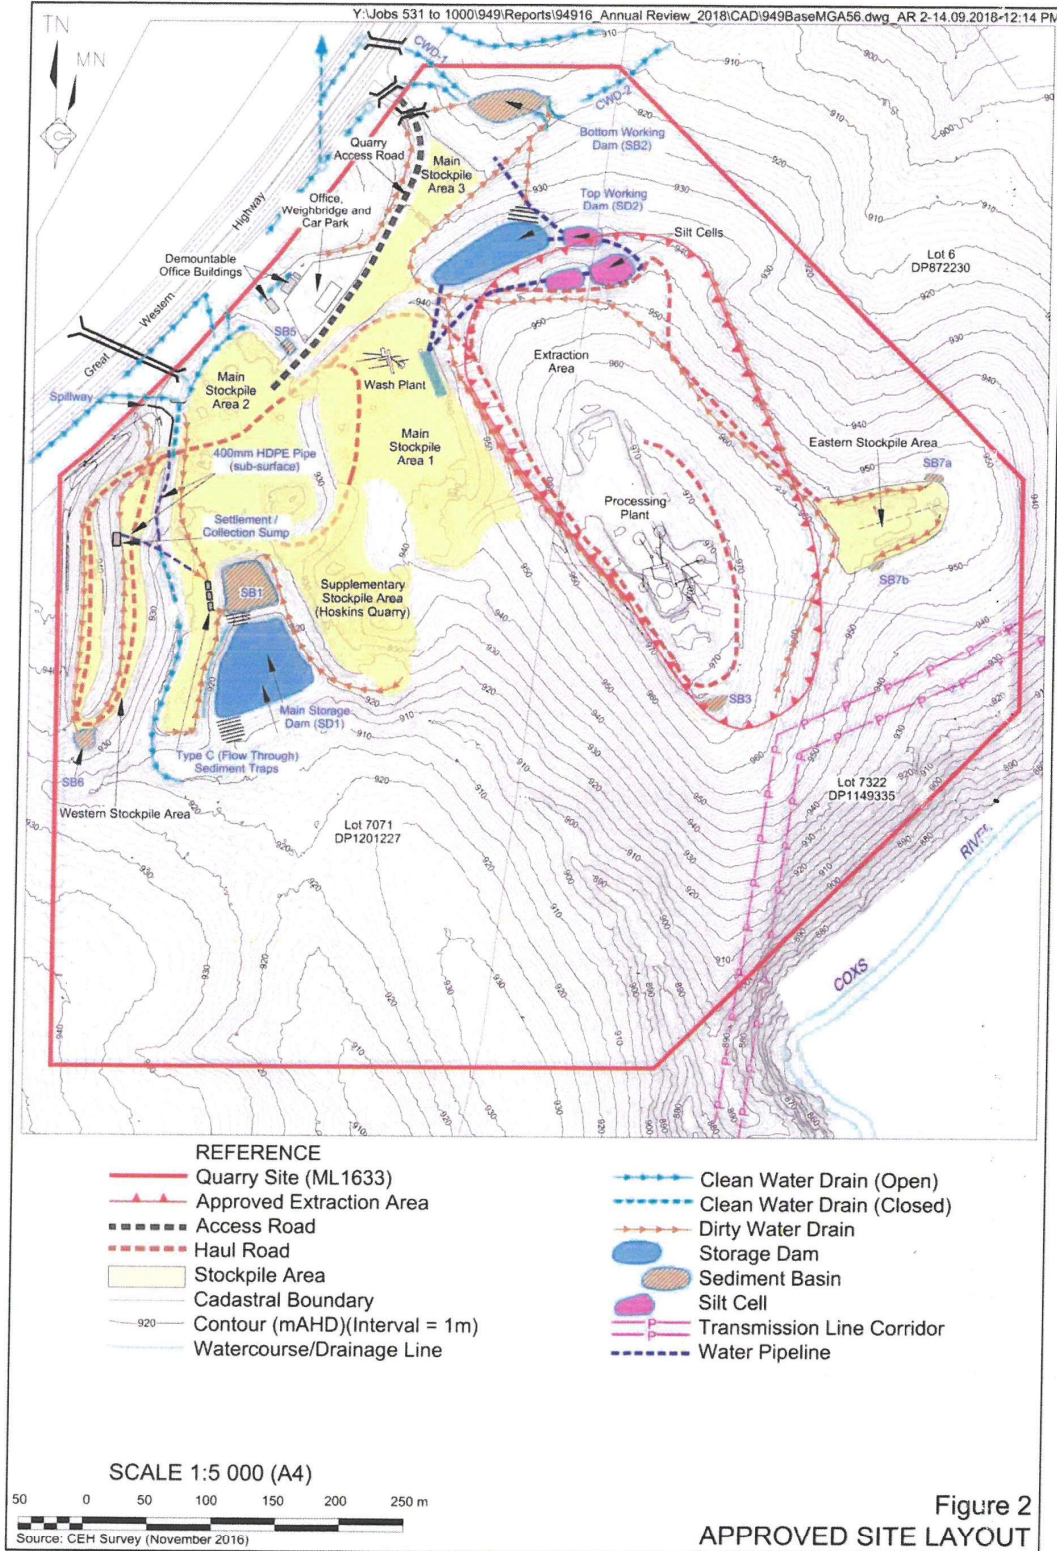 Y:\Jobs 531 to 1000\949\Reports\94916_Annual Review_2018\CAD\949BaseMGA56.dwg_AR 2-14.09.2018-12:14 PM
TN
MN
CWD-1
CWD-2
Bottom Working
Dam (SB2)
Quarry
Access Road
Main
Stockpile
Area 3
Top Working
Dam (SD2)
Office,
Weighbridge and
Car Park
Silt Cells
Highway
Western
Great
Demountable
Office Buildings
Lot 6
DP872230
SB5
Extraction
Area
Main
Stockpile
Area 2
Wash Plant
Spillway
Main
Stockpile
Area 1
Eastern Stockpile Area
SB7a
400mm HDPE Pipe
(sub-surface)
Processing
Plant
Settlement /
Collection Sump
SB7b
SB1
Supplementary
Stockpile Area
(Hoskins Quarry)
SB3
Main Storage
Dam (SD1)
Type C (Flow Through)
Sediment Traps
SB6
Western Stockpile Area
Lot 7322
DP1149335
Lot 7071
DP1201227
COXS
REFERENCE
Quarry Site (ML1633)
Approved Extraction Area
Access Road
Haul Road
Stockpile Area
Cadastral Boundary
920 Contour (mAHD)(Interval = 1m)
Watercourse/Drainage Line
Clean Water Drain (Open)
Clean Water Drain (Closed)
Dirty Water Drain
Storage Dam
Sediment Basin
Silt Cell
P Transmission Line Corridor
P
Water Pipeline
SCALE 1:5 000 (A4)
50 0 50 100 150 200 250 m
Source: CEH Survey (November 2016)
Figure 2
APPROVED SITE LAYOUT